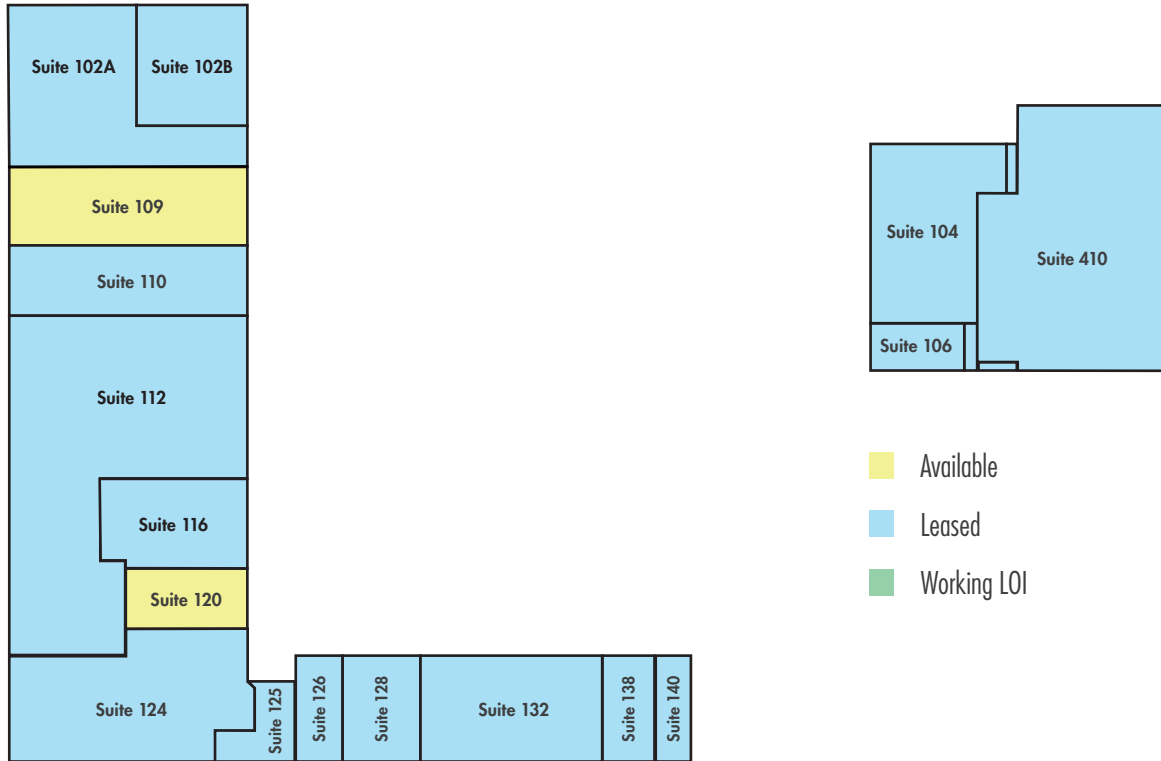 Suite 102A
Suite 102B
Suite 109
Suite 110
Suite 112
Suite 116
Suite 120
Suite 124
Suite 125
Suite 126
Suite 128
Suite 132
Suite 138
Suite 140
Suite 104
Suite 410
Suite 106
Available
Leased
Working LOI